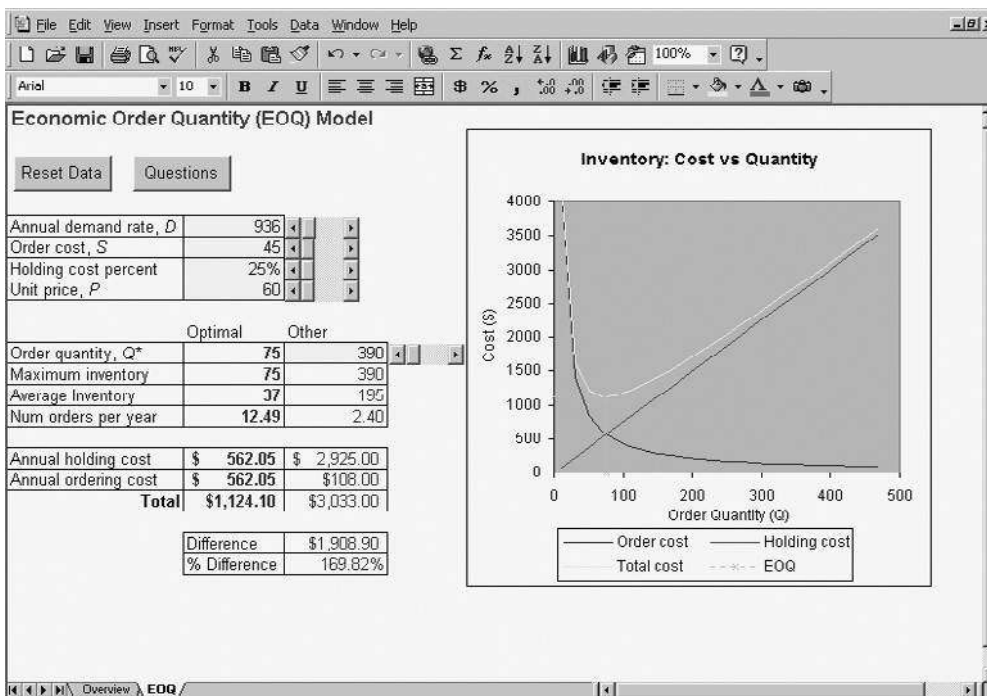 File Edit View Insert Format Tools Data Window Help
100%
Arial 10 B I U $ % ,
Economic Order Quantity (EOQ) Model
Reset Data Questions
Annual demand rate, D 936
Order cost, S 45
Holding cost percent 25%
Unit price, P 60
Optimal Other
Order quantity, Q* 75 390
Maximum inventory 75 390
Average Inventory 37 195
Num orders per year 12.49 2.40
Annual holding cost $ 562.05 $ 2,925.00
Annual ordering cost $ 562.05 $108.00
Total $1,124.10 $3,033.00
Difference $1,908.90
% Difference 169.82%
Inventory: Cost vs Quantity
4000
3500
3000
2500
2000
1500
1000
500
0
Cost ($)
0 100 200 300 400 500
Order Quantity (Q)
Order cost Holding cost
Total cost EOQ
Overview EOQ